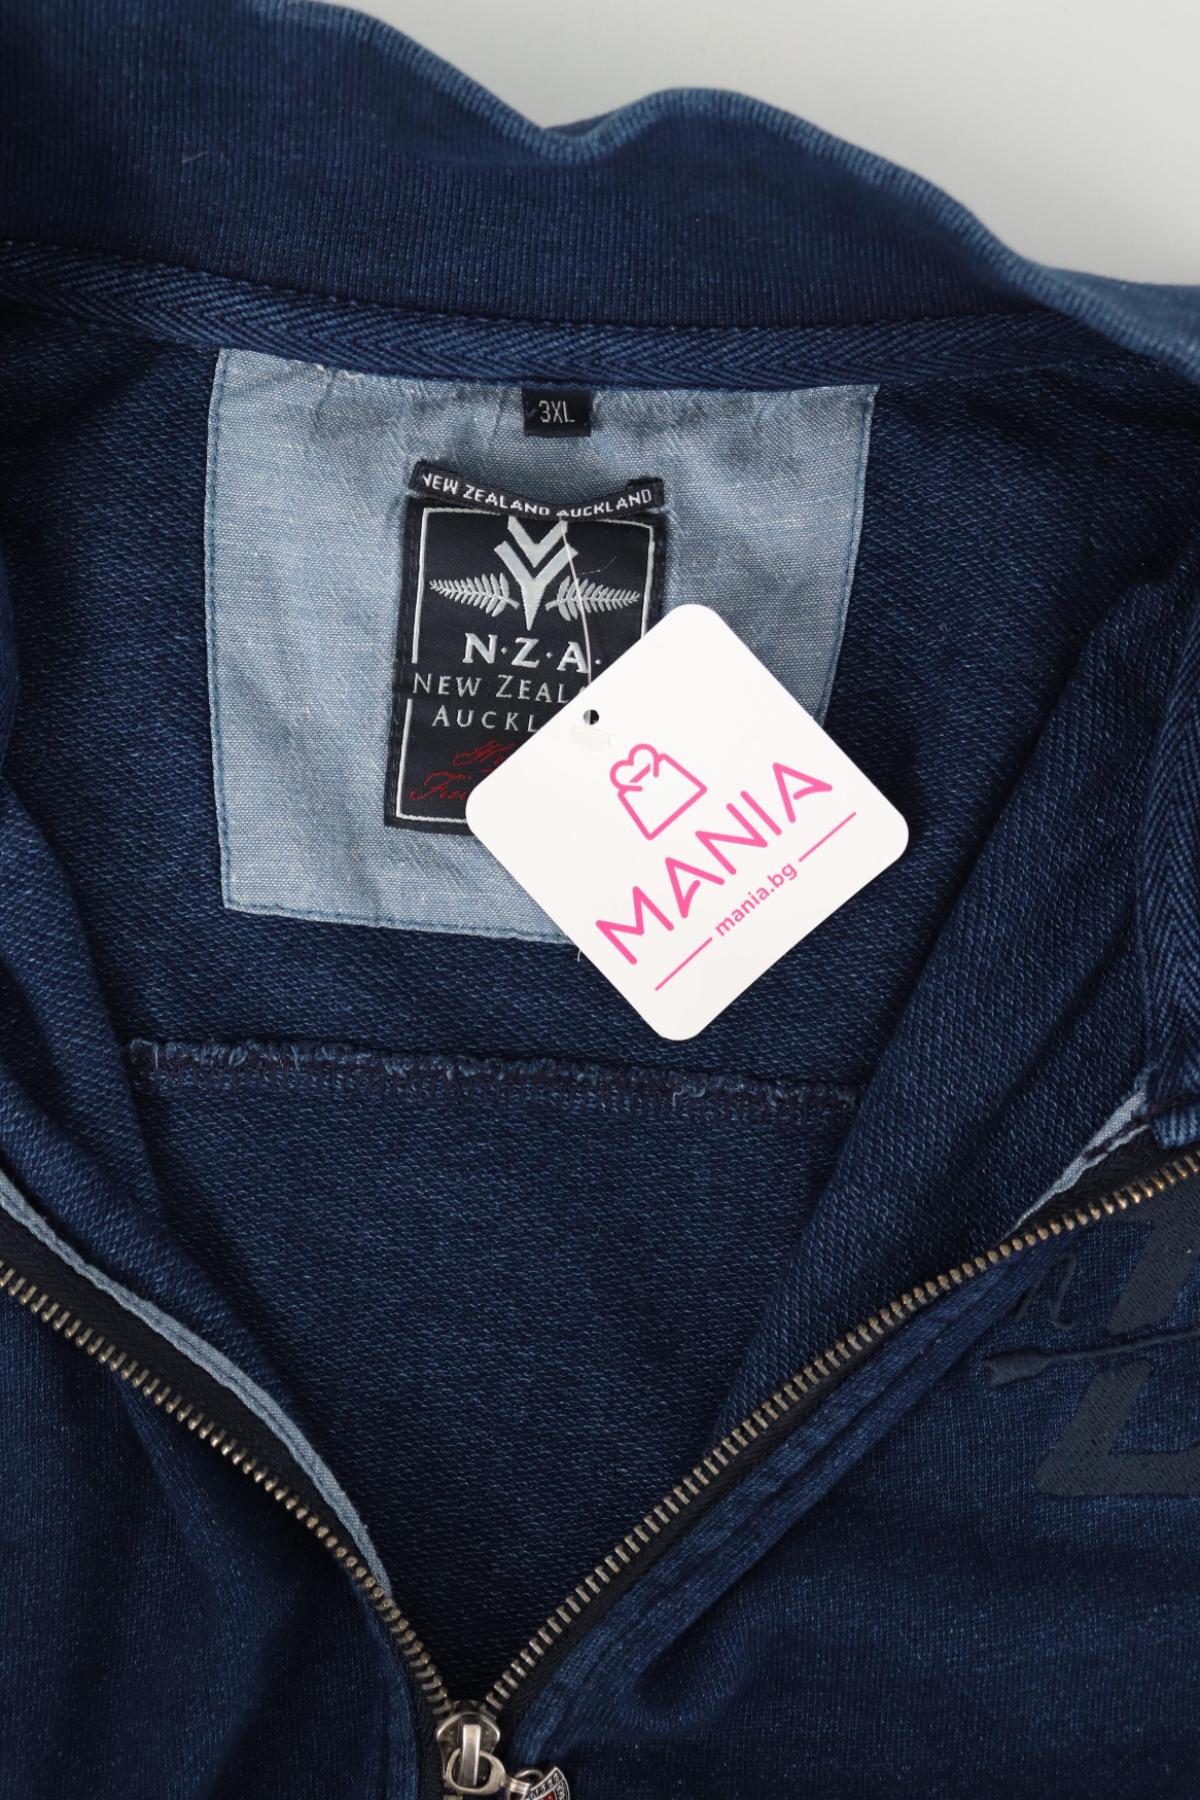 3XL
NEW ZEALAND AUCKLAND
N·Z·A·
NEW ZEAL
AUCKL
MANIA
mania.bg